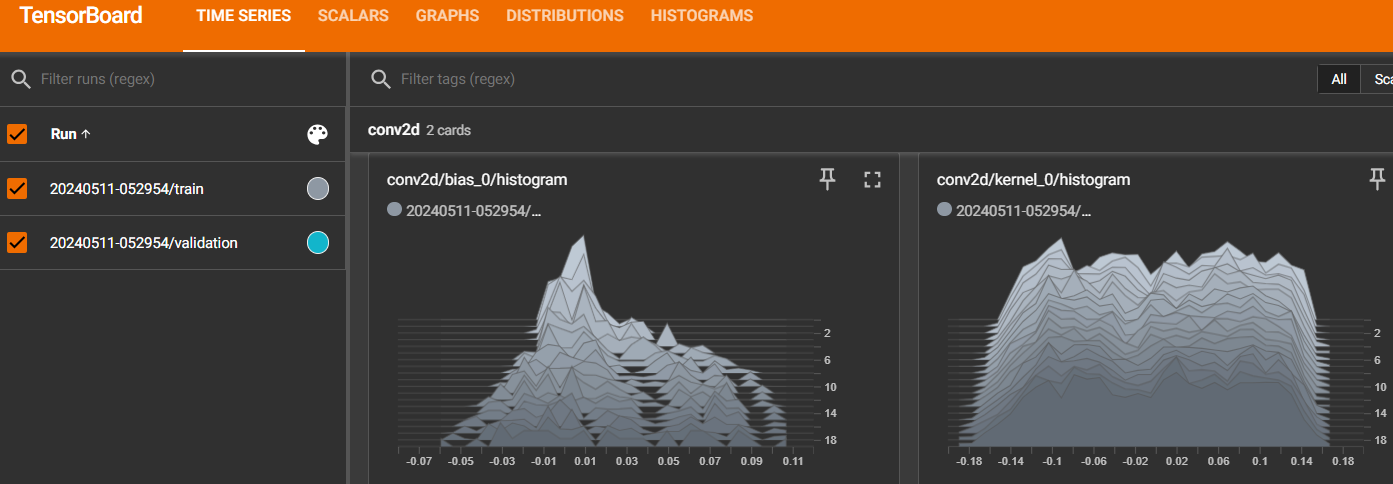 TensorBoard TIME SERIES SCALARS GRAPHS DISTRIBUTIONS HISTOGRAMS
Filter runs (regex)
Filter tags (regex)
All
Sca
Run
conv2d 2 cards
20240511-052954/train
20240511-052954/validation
conv2d/bias_0/histogram
20240511-052954/...
2
6
10
14
18
-0.07 -0.05 -0.03 -0.01 0.01 0.03 0.05 0.07 0.09 0.11
conv2d/kernel_0/histogram
20240511-052954/...
2
6
10
14
18
-0.18 -0.14 -0.1 -0.06 -0.02 0.02 0.06 0.1 0.14 0.18